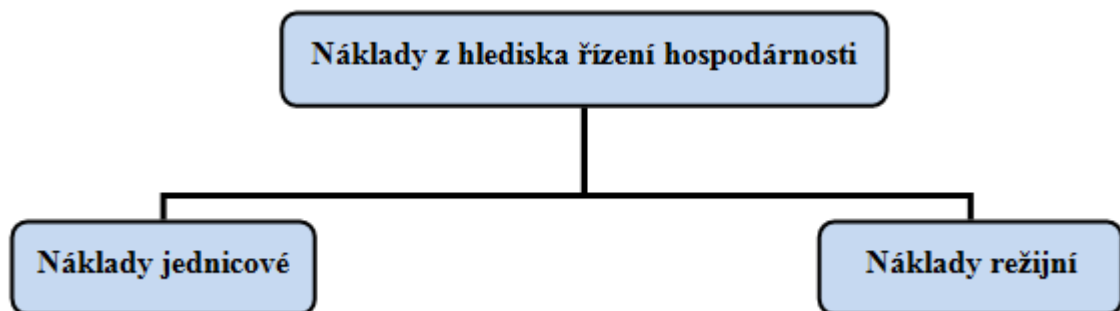 Náklady z hlediska řízení hospodárnosti
Náklady jednicové
Náklady režijní